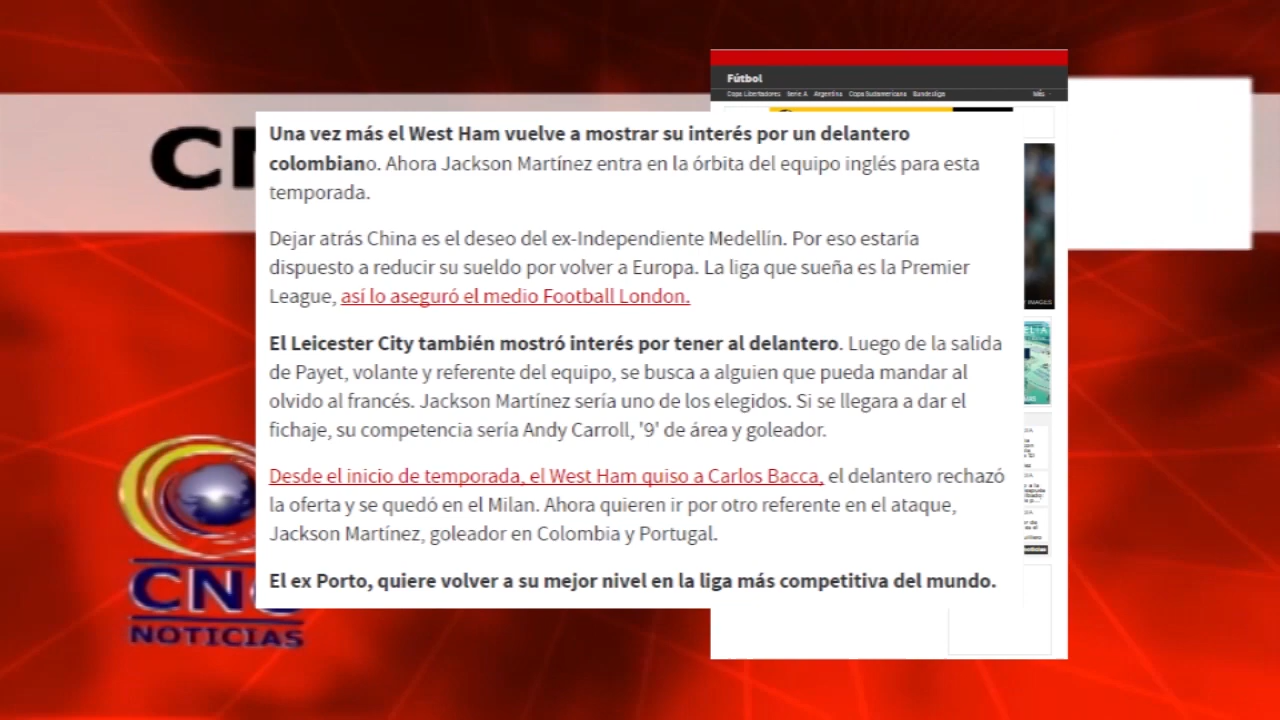 Fútbol
Copa Libertadores Serie A Argentina Copa Sudamericana Bundesliga Más
Una vez más el West Ham vuelve a mostrar su interés por un delantero
colombiano. Ahora Jackson Martínez entra en la órbita del equipo inglés para esta
temporada.
Dejar atrás China es el deseo del ex-Independiente Medellín. Por eso estaría
dispuesto a reducir su sueldo por volver a Europa. La liga que sueña es la Premier
League, así lo aseguró el medio Football London.
El Leicester City también mostró interés por tener al delantero. Luego de la salida
de Payet, volante y referente del equipo, se busca a alguien que pueda mandar al
olvido al francés. Jackson Martínez sería uno de los elegidos. Si se llegara a dar el
fichaje, su competencia sería Andy Carroll, '9' de área y goleador.
Desde el inicio de temporada, el West Ham quiso a Carlos Bacca, el delantero rechazó
la oferta y se quedó en el Milan. Ahora quieren ir por otro referente en el ataque,
Jackson Martínez, goleador en Colombia y Portugal.
El ex Porto, quiere volver a su mejor nivel en la liga más competitiva del mundo.
IMAGES
CNC
NOTICIAS